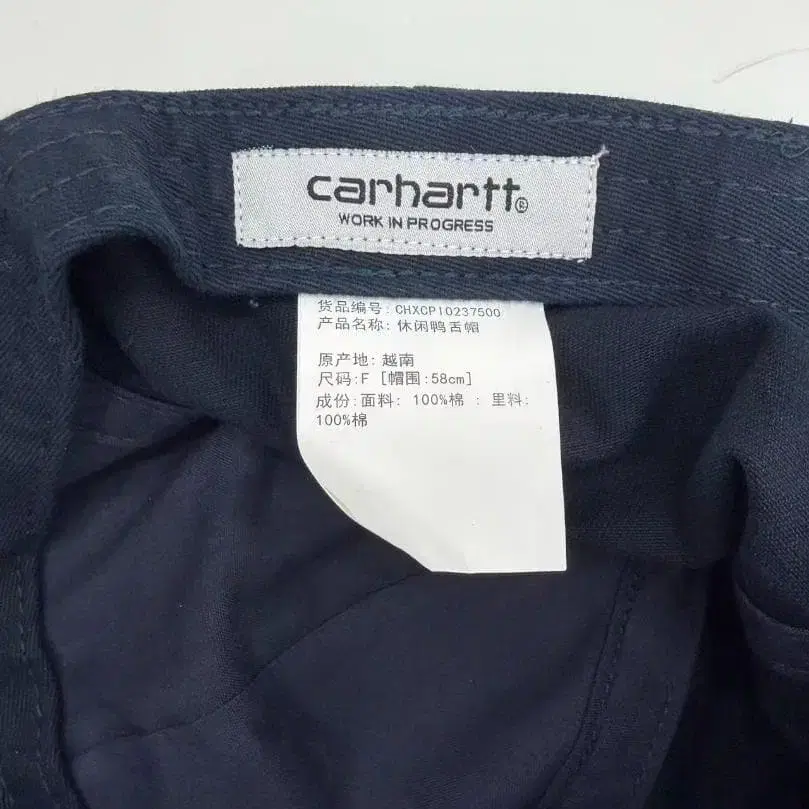 carhartt®
WORK IN PROGRESS
货品编号: CHXCPI0237500
产品名称: 休闲鸭舌帽
原产地: 越南
尺码:F [帽围:58cm]
成份:面料: 100%棉 : 里料:
100%棉